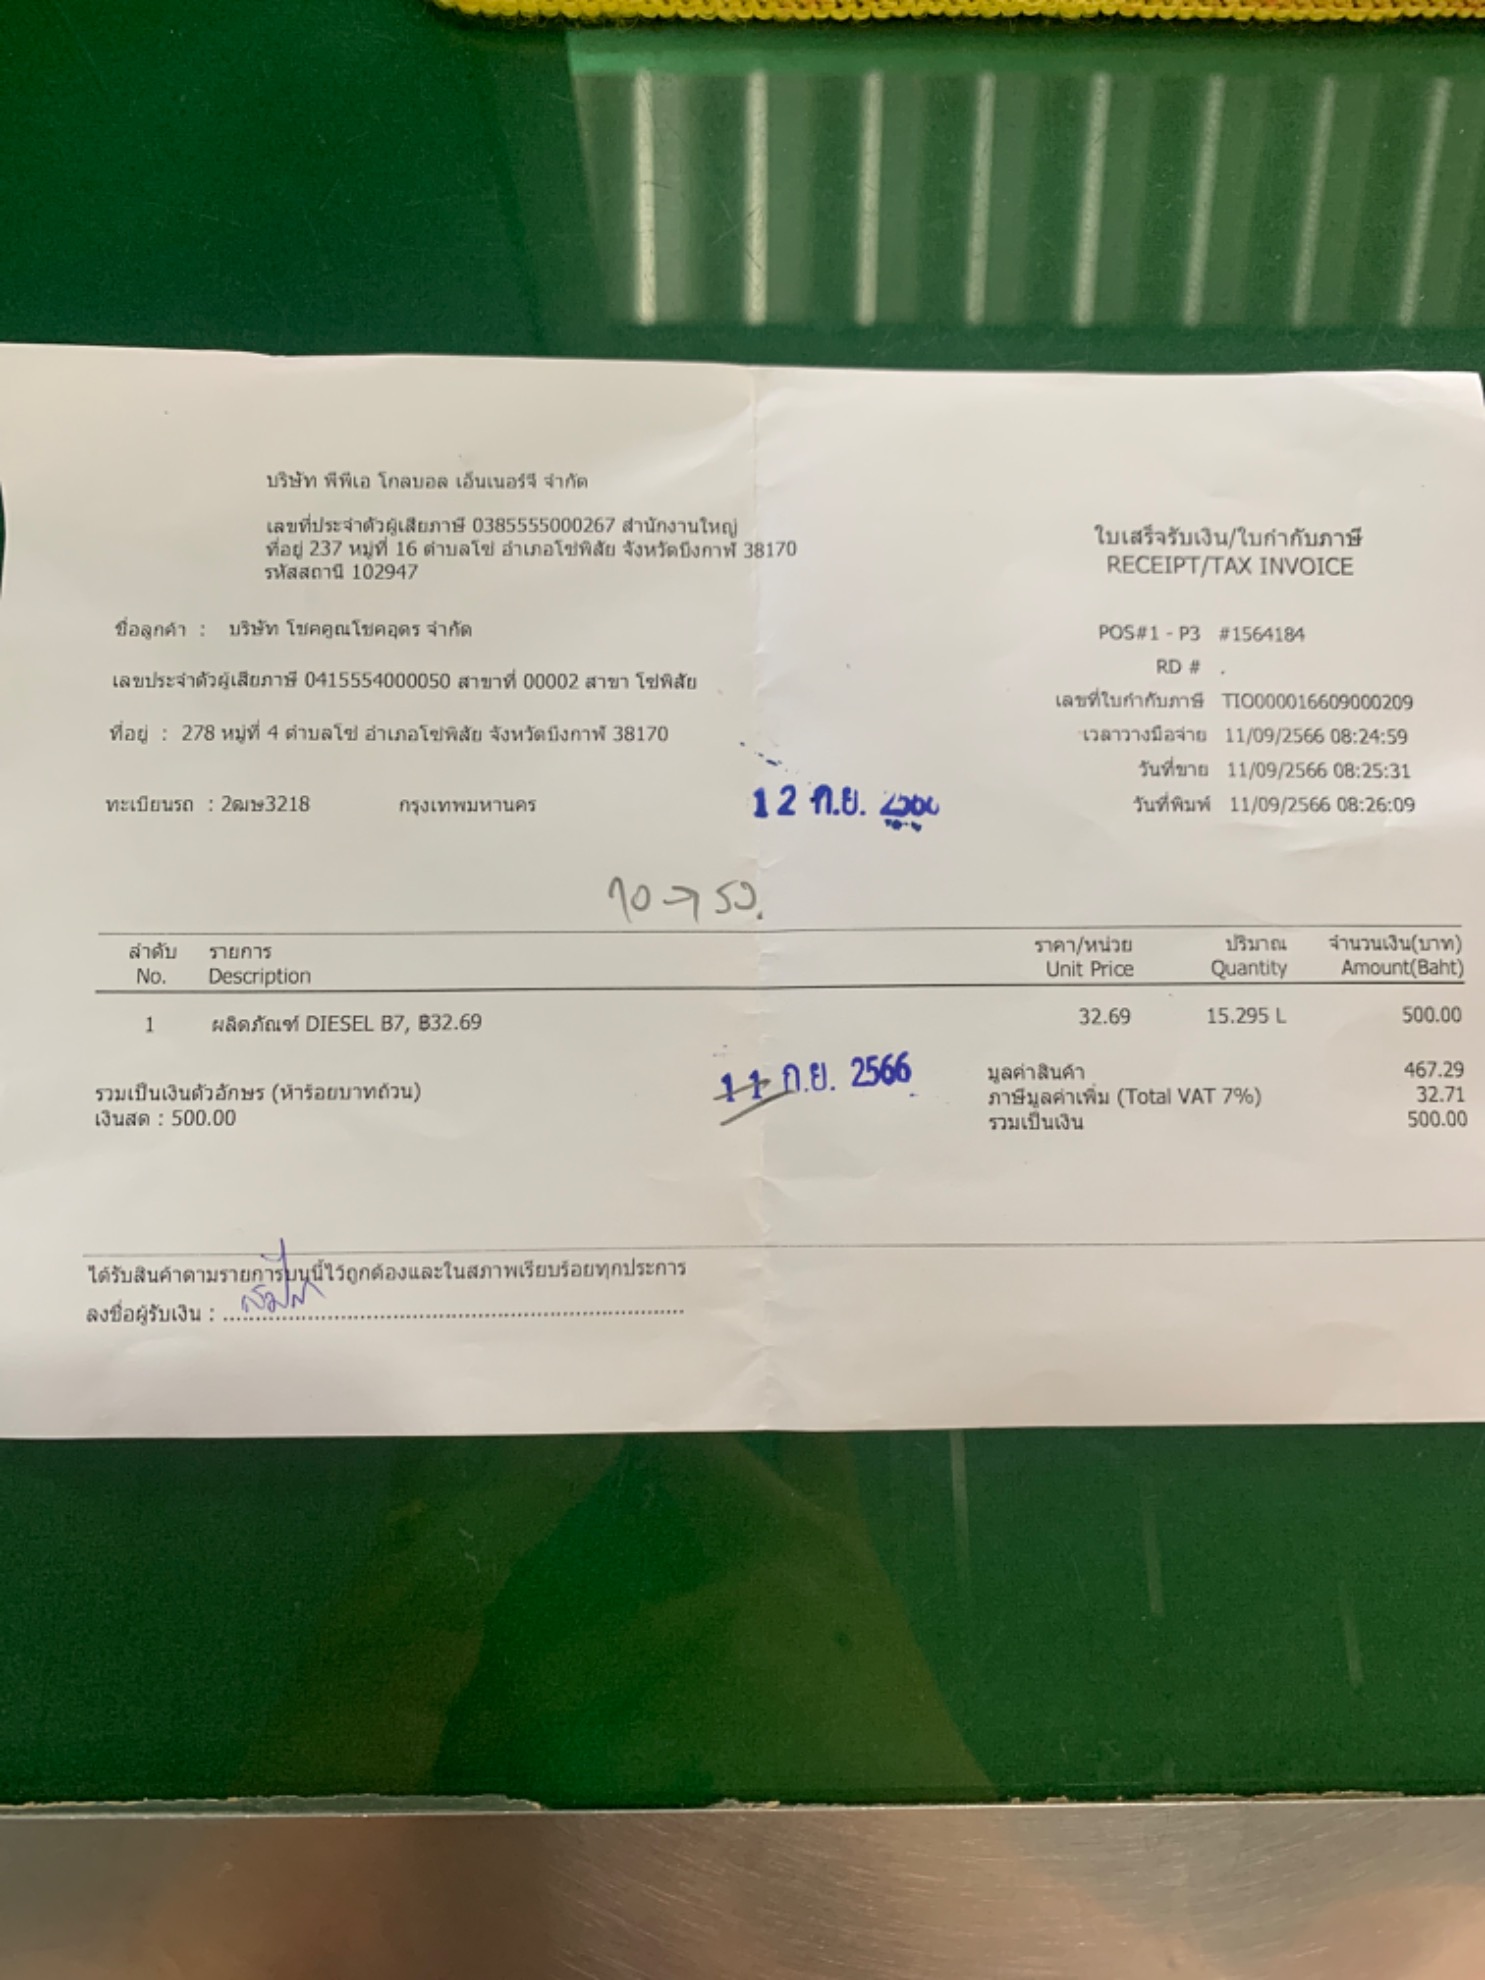 บริษัท พีพีเอ โกลบอล เอ็นเนอร์จี จำกัด
เลขที่ประจำตัวผู้เสียภาษี 0385555000267 สำนักงานใหญ่
ที่อยู่ 237 หมู่ที่ 16 ตำบลโซ่ อำเภอโซ่พิสัย จังหวัดบึงกาฬ 38170
รหัสสถานี 102947
ใบเสร็จรับเงิน/ใบกำกับภาษี
RECEIPT/TAX INVOICE
ชื่อลูกค้า : บริษัท โชคคูณโชคอุดร จำกัด
เลขประจำตัวผู้เสียภาษี 0415554000050 สาขาที่ 00002 สาขา โซ่พิสัย
ที่อยู่ : 278 หมู่ที่ 4 ตำบลโซ่ อำเภอโซ่พิสัย จังหวัดบึงกาฬ 38170
ทะเบียนรถ : 2ฒษ3218 กรุงเทพมหานคร
POS#1 - P3 #1564184
RD # .
เลขที่ใบกำกับภาษี TIO000016609000209
เวลาวางมือจ่าย 11/09/2566 08:24:59
วันที่ขาย 11/09/2566 08:25:31
วันที่พิมพ์ 11/09/2566 08:26:09
12 ก.ย.
ลำดับ รายการ ราคา/หน่วย ปริมาณ จำนวนเงิน(บาท)
No. Description Unit Price Quantity Amount(Baht)
1 ผลิตภัณฑ์ DIESEL B7, ฿32.69 32.69 15.295 L 500.00
11 ก.ย. 2566
รวมเป็นเงินตัวอักษร (ห้าร้อยบาทถ้วน)
เงินสด : 500.00
มูลค่าสินค้า 467.29
ภาษีมูลค่าเพิ่ม (Total VAT 7%) 32.71
รวมเป็นเงิน 500.00
ได้รับสินค้าตามรายการบนนี้ไว้ถูกต้องและในสภาพเรียบร้อยทุกประการ
ลงชื่อผู้รับเงิน :